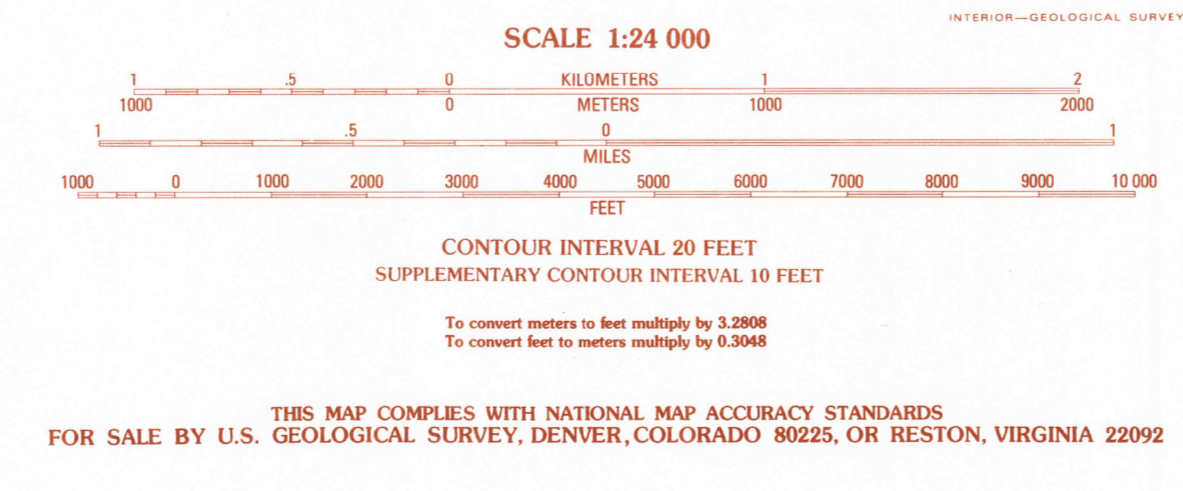 INTERIOR—GEOLOGICAL SURVEY
SCALE 1:24 000
1 .5 0 KILOMETERS 1 2
1000 0 METERS 1000 2000
1 .5 0 1
MILES
1000 0 1000 2000 3000 4000 5000 6000 7000 8000 9000 10 000
FEET
CONTOUR INTERVAL 20 FEET
SUPPLEMENTARY CONTOUR INTERVAL 10 FEET
To convert meters to feet multiply by 3.2808
To convert feet to meters multiply by 0.3048
THIS MAP COMPLIES WITH NATIONAL MAP ACCURACY STANDARDS
FOR SALE BY U.S. GEOLOGICAL SURVEY, DENVER, COLORADO 80225, OR RESTON, VIRGINIA 22092